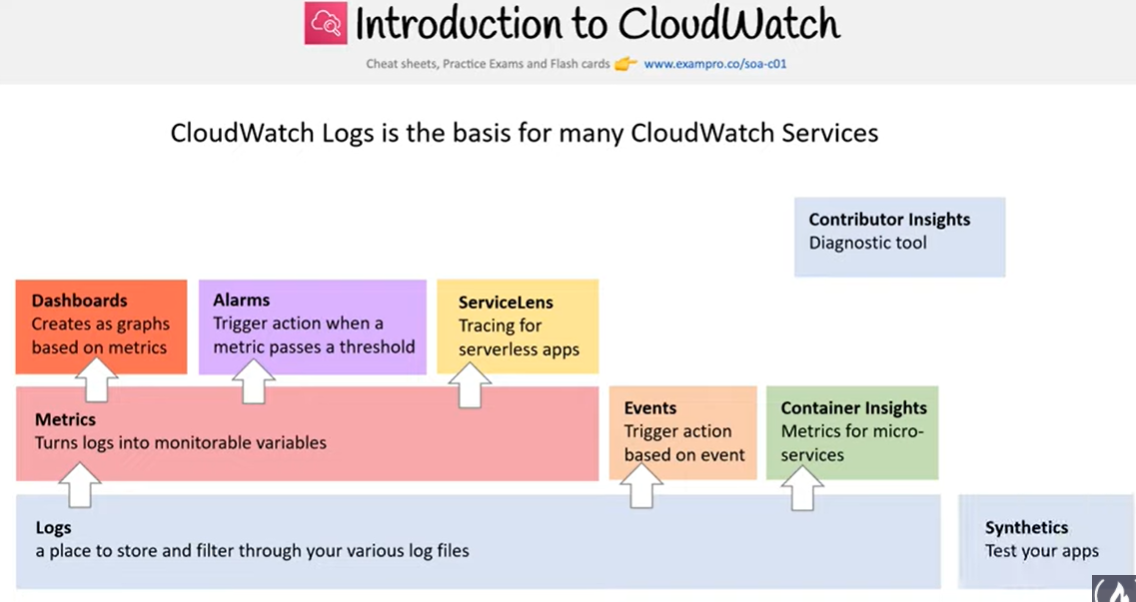 Introduction to CloudWatch
Cheat sheets, Practice Exams and Flash cards 👉 www.exampro.co/soa-c01
CloudWatch Logs is the basis for many CloudWatch Services
Contributor Insights
Diagnostic tool
Dashboards
Creates as graphs
based on metrics
Alarms
Trigger action when a
metric passes a threshold
ServiceLens
Tracing for
serverless apps
Metrics
Turns logs into monitorable variables
Events
Trigger action
based on event
Container Insights
Metrics for micro-
services
Logs
a place to store and filter through your various log files
Synthetics
Test your apps